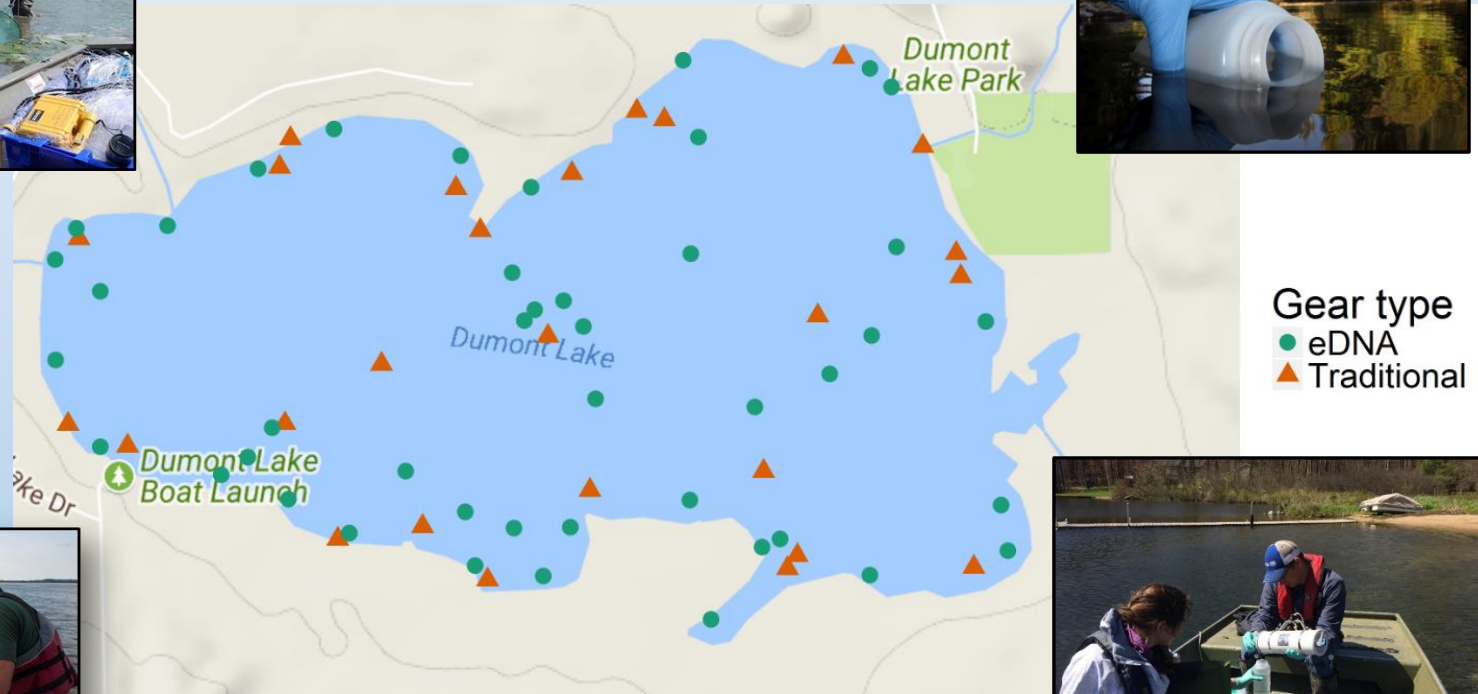 Dumont
Lake Park
Dumont Lake
Dumont Lake
Boat Launch
ake Dr
Gear type
eDNA
Traditional